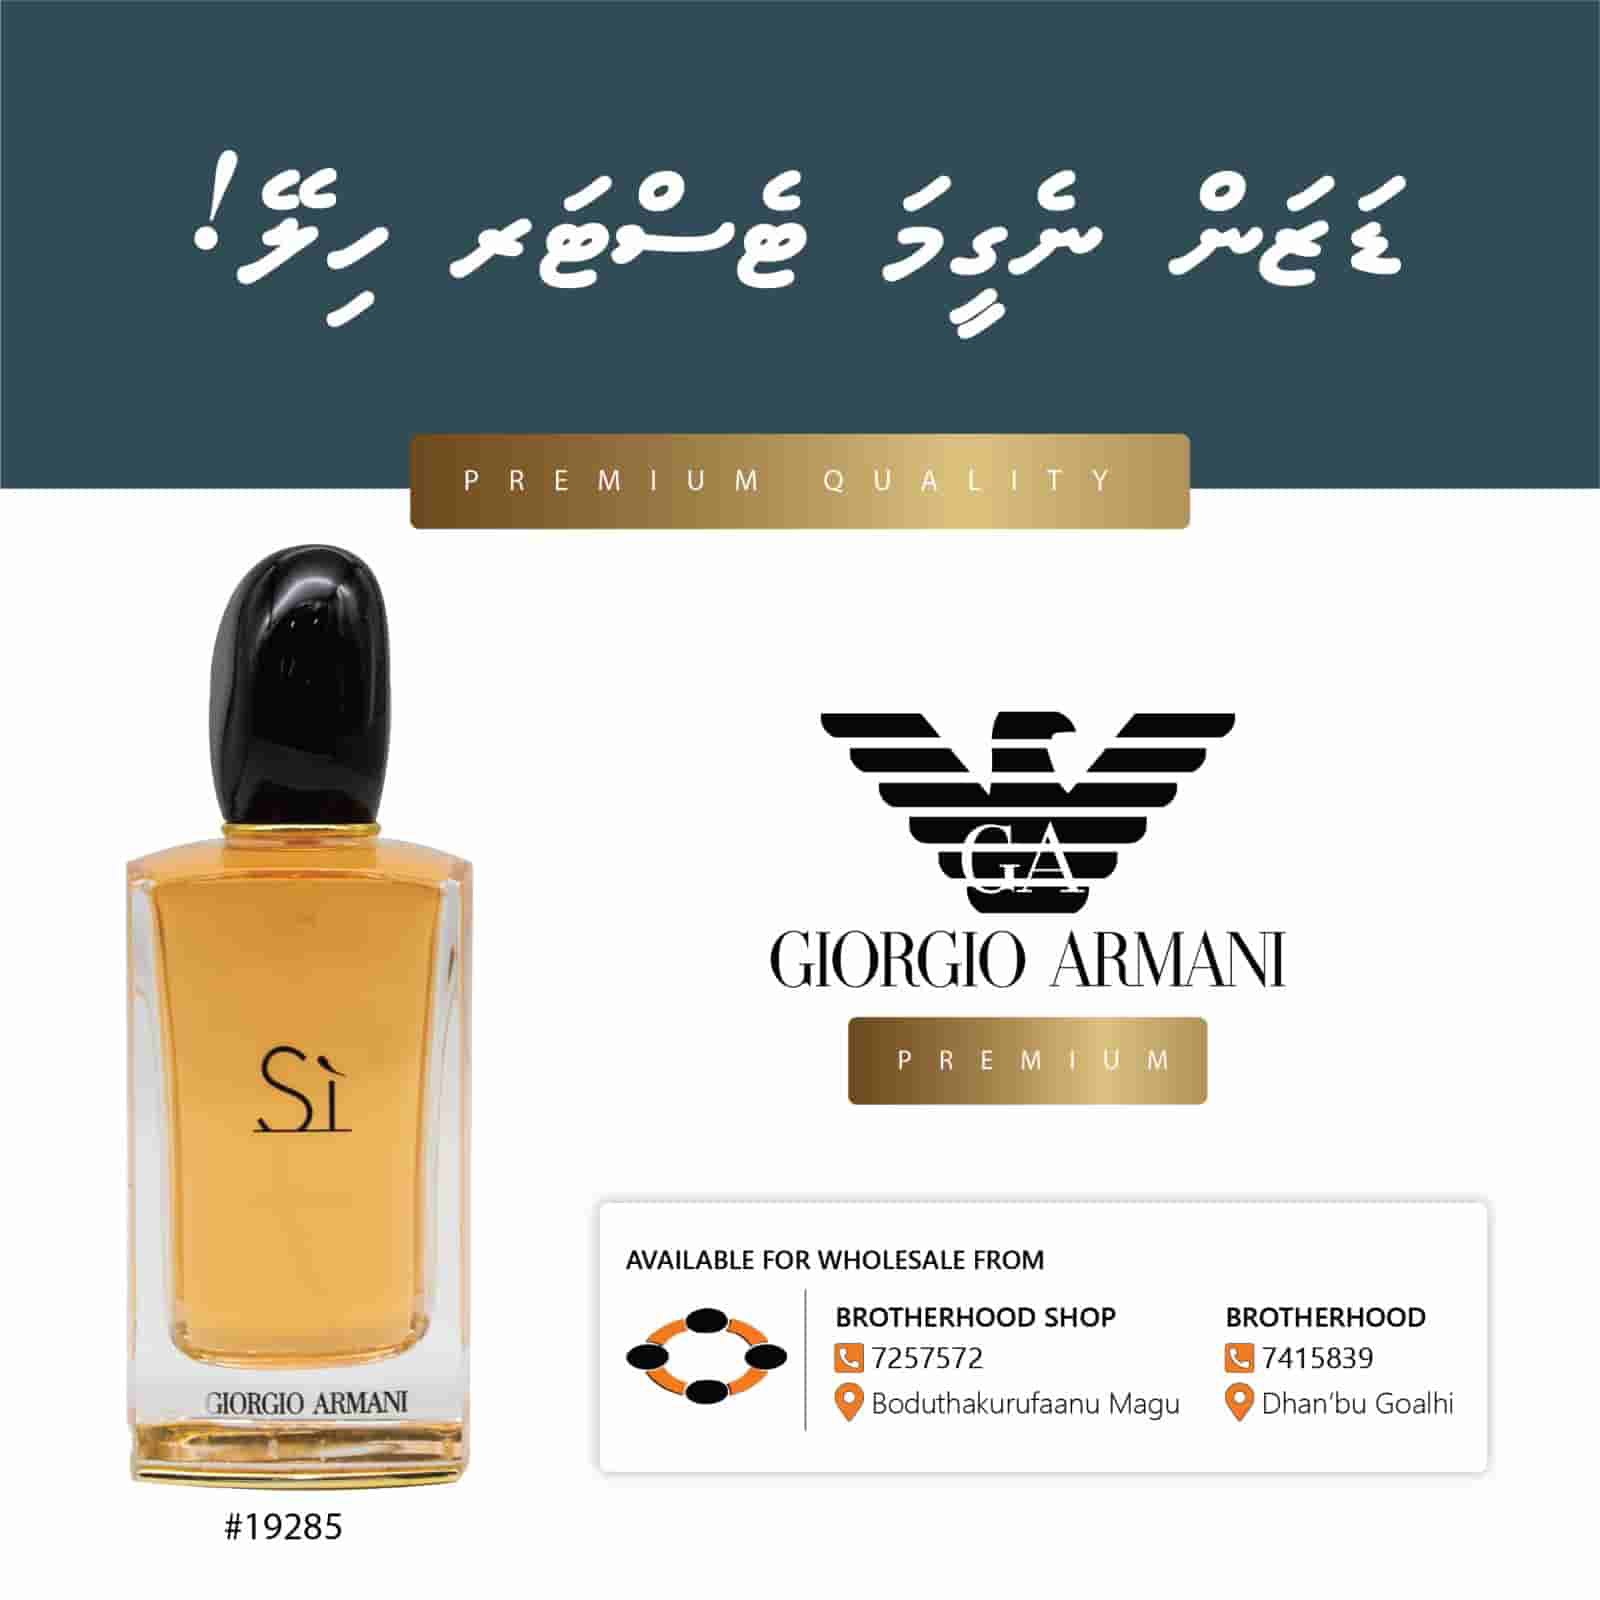 ޑަޒަން ނެގީމަ ޓެސްޓަރ ހިލޭ!
PREMIUM QUALITY
GA
GIORGIO ARMANI
PREMIUM
Sì
GIORGIO ARMANI
#19285
AVAILABLE FOR WHOLESALE FROM
BROTHERHOOD SHOP
7257572
Boduthakurufaanu Magu
BROTHERHOOD
7415839
Dhan’bu Goalhi